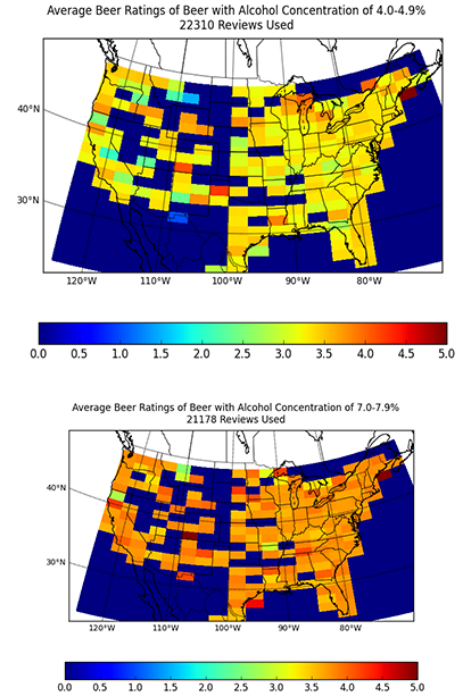 Average Beer Ratings of Beer with Alcohol Concentration of 4.0-4.9%
22310 Reviews Used
40°N
30°N
120°W 110°W 100°W 90°W 80°W
0.0 0.5 1.0 1.5 2.0 2.5 3.0 3.5 4.0 4.5 5.0
Average Beer Ratings of Beer with Alcohol Concentration of 7.0-7.9%
21178 Reviews Used
40°N
30°N
120°W 110°W 100°W 90°W 80°W
0.0 0.5 1.0 1.5 2.0 2.5 3.0 3.5 4.0 4.5 5.0